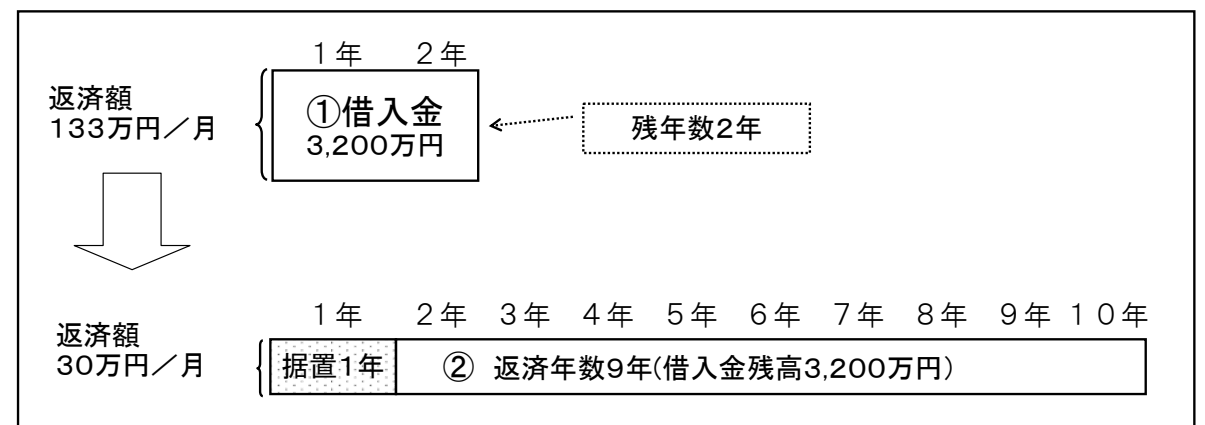 １年 ２年
返済額
１３３万円／月
①借入金
３,２００万円
残年数２年
１年 ２年 ３年 ４年 ５年 ６年 ７年 ８年 ９年 １０年
返済額
３０万円／月
据置１年
② 返済年数９年(借入金残高３,２００万円)